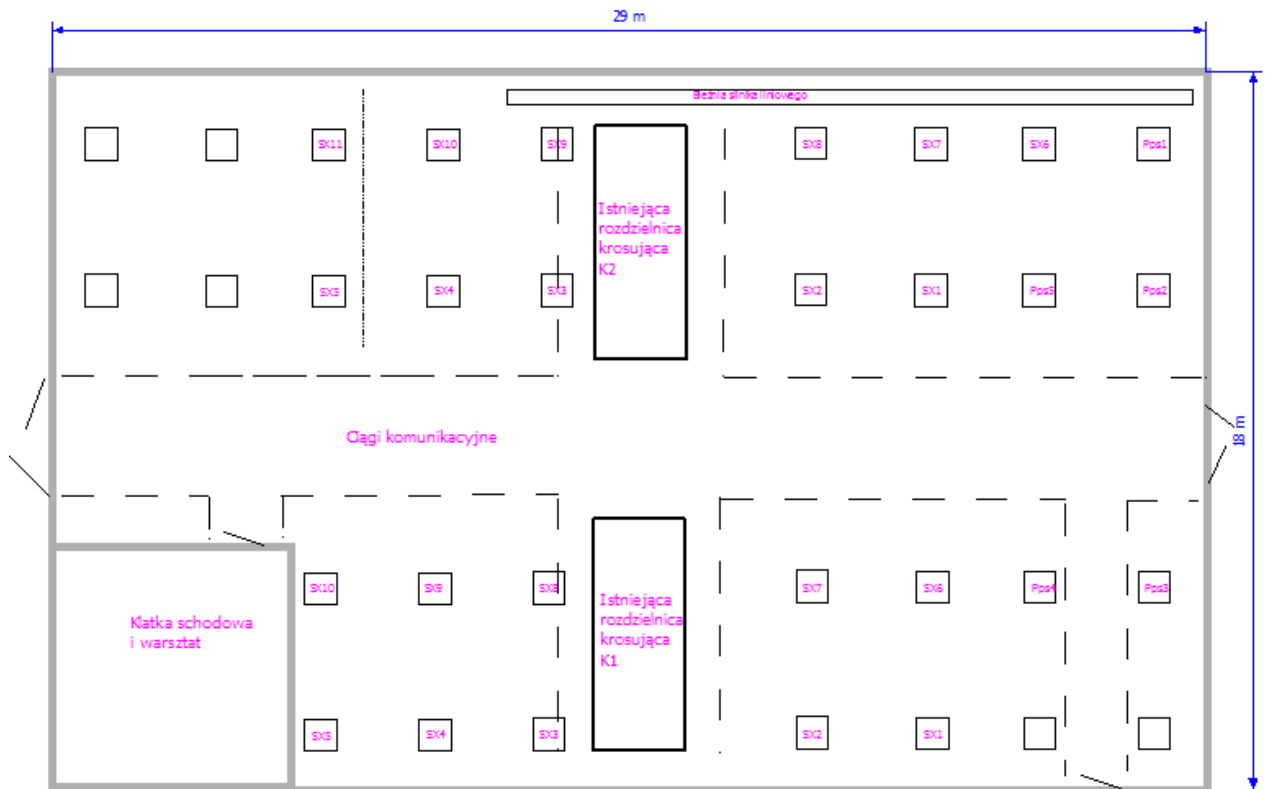 29 m
Bieżnia silnika liniowego
SX11
SX10
SX9
SX8
SX7
SX6
Pps1
Istniejąca
rozdzielnica
krosująca
K2
SX5
SX4
SX3
SX2
SX1
Pps5
Pps2
Ciągi komunikacyjne
18 m
SX10
SX9
SX8
SX7
SX6
Pps4
Pps3
Istniejąca
rozdzielnica
krosująca
K1
Klatka schodowa
i warsztat
SX5
SX4
SX3
SX2
SX1